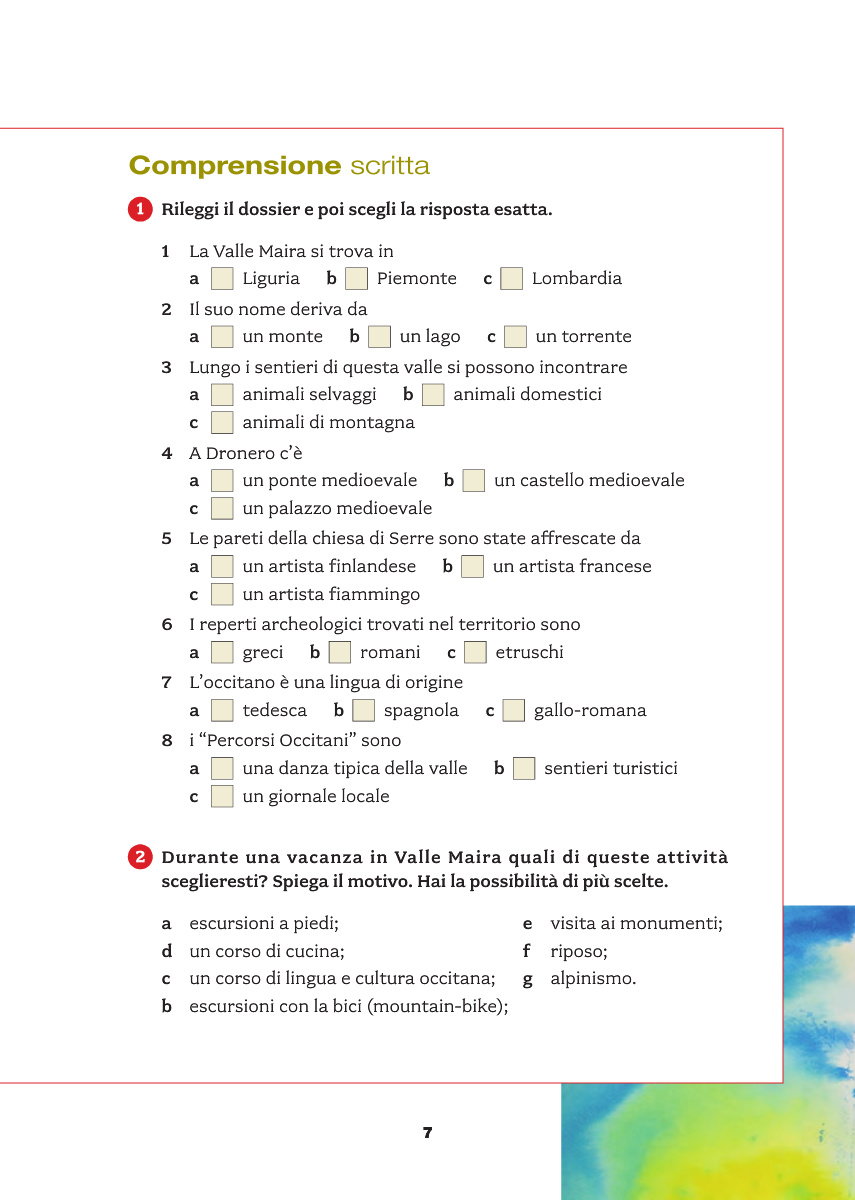 Comprensione scritta
1 Rileggi il dossier e poi scegli la risposta esatta.
1 La Valle Maira si trova in
a Liguria b Piemonte c Lombardia
2 Il suo nome deriva da
a un monte b un lago c un torrente
3 Lungo i sentieri di questa valle si possono incontrare
a animali selvaggi b animali domestici
c animali di montagna
4 A Dronero c’è
a un ponte medioevale b un castello medioevale
c un palazzo medioevale
5 Le pareti della chiesa di Serre sono state affrescate da
a un artista finlandese b un artista francese
c un artista fiammingo
6 I reperti archeologici trovati nel territorio sono
a greci b romani c etruschi
7 L’occitano è una lingua di origine
a tedesca b spagnola c gallo-romana
8 i “Percorsi Occitani” sono
a una danza tipica della valle b sentieri turistici
c un giornale locale
2 Durante una vacanza in Valle Maira quali di queste attività
sceglieresti? Spiega il motivo. Hai la possibilità di più scelte.
a escursioni a piedi;
d un corso di cucina;
c un corso di lingua e cultura occitana;
b escursioni con la bici (mountain-bike);
e visita ai monumenti;
f riposo;
g alpinismo.
7